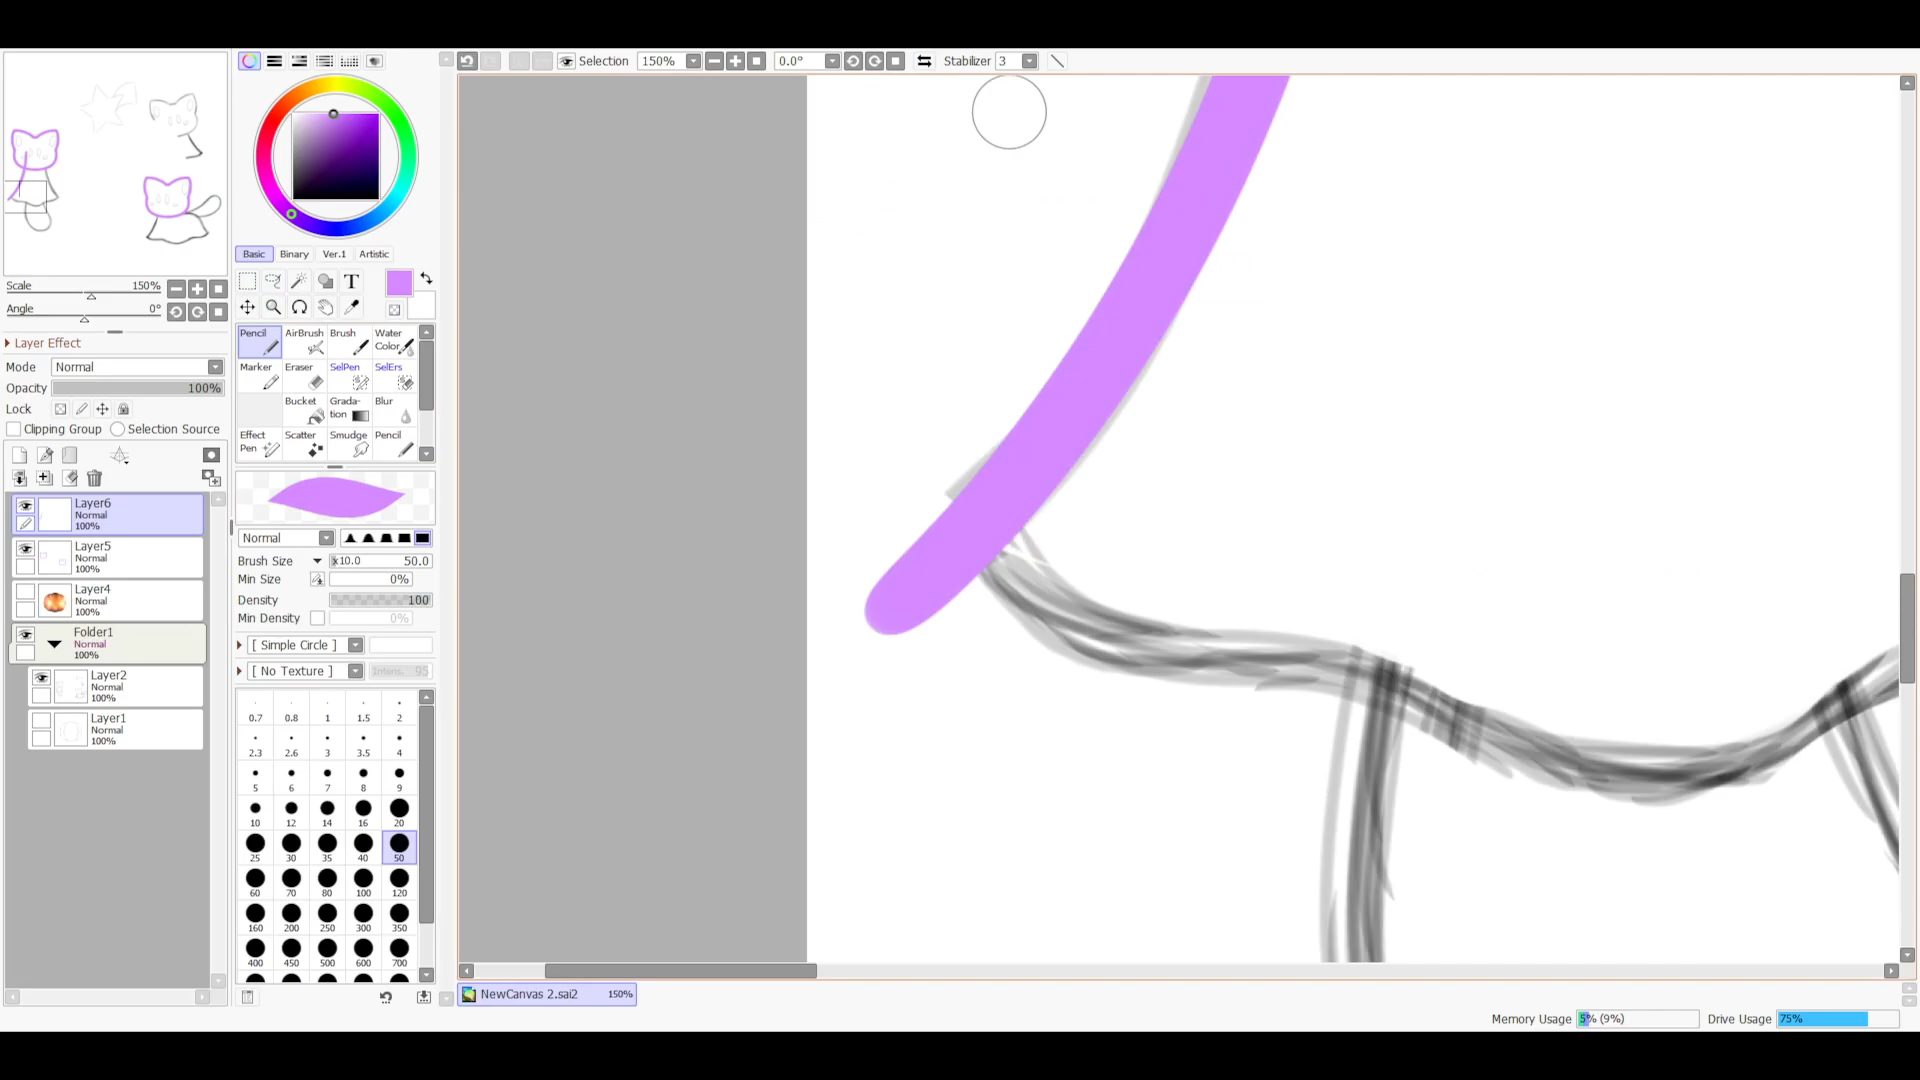 Selection 150% 0.0° Stabilizer 3
Basic Binary Ver.1 Artistic
T
Scale 150%
Angle 0°
Layer Effect
Mode Normal
Opacity 100%
Lock
Clipping Group Selection Source
Pencil AirBrush Brush Water Color
Marker Eraser SelPen SelErs
Bucket Grada-tion Blur
Effect Pen Scatter Smudge Pencil
Layer6
Normal
100%
Layer5
Normal
100%
Layer4
Normal
100%
Folder1
Normal
100%
Layer2
Normal
100%
Layer1
Normal
100%
Normal
Brush Size x10.0 50.0
Min Size 0%
Density 100
Min Density 0%
[ Simple Circle ]
[ No Texture ] Intens. 95
0.7 0.8 1 1.5 2
2.3 2.6 3 3.5 4
5 6 7 8 9
10 12 14 16 20
25 30 35 40 50
60 70 80 100 120
160 200 250 300 350
400 450 500 600 700
NewCanvas 2.sai2 150%
Memory Usage 5% (9%) Drive Usage 75%